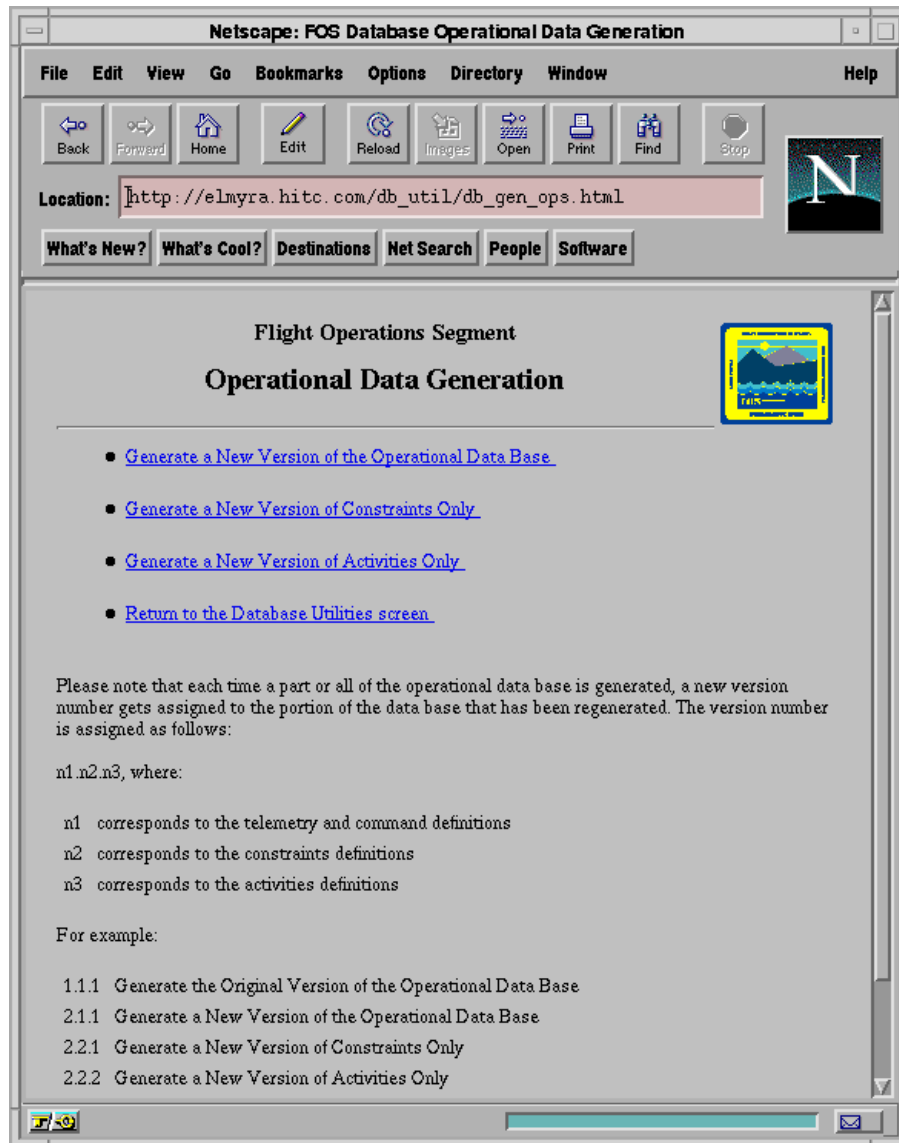 Netscape: FOS Database Operational Data Generation
File Edit View Go Bookmarks Options Directory Window Help
Back Forward Home Edit Reload Images Open Print Find Stop
N
Location: http://elmyra.hitc.com/db_util/db_gen_ops.html
What's New? What's Cool? Destinations Net Search People Software
Flight Operations Segment
Operational Data Generation
Generate a New Version of the Operational Data Base
Generate a New Version of Constraints Only
Generate a New Version of Activities Only
Return to the Database Utilities screen
Please note that each time a part or all of the operational data base is generated, a new version
number gets assigned to the portion of the data base that has been regenerated. The version number
is assigned as follows:
n1.n2.n3, where:
n1 corresponds to the telemetry and command definitions
n2 corresponds to the constraints definitions
n3 corresponds to the activities definitions
For example:
1.1.1 Generate the Original Version of the Operational Data Base
2.1.1 Generate a New Version of the Operational Data Base
2.2.1 Generate a New Version of Constraints Only
2.2.2 Generate a New Version of Activities Only